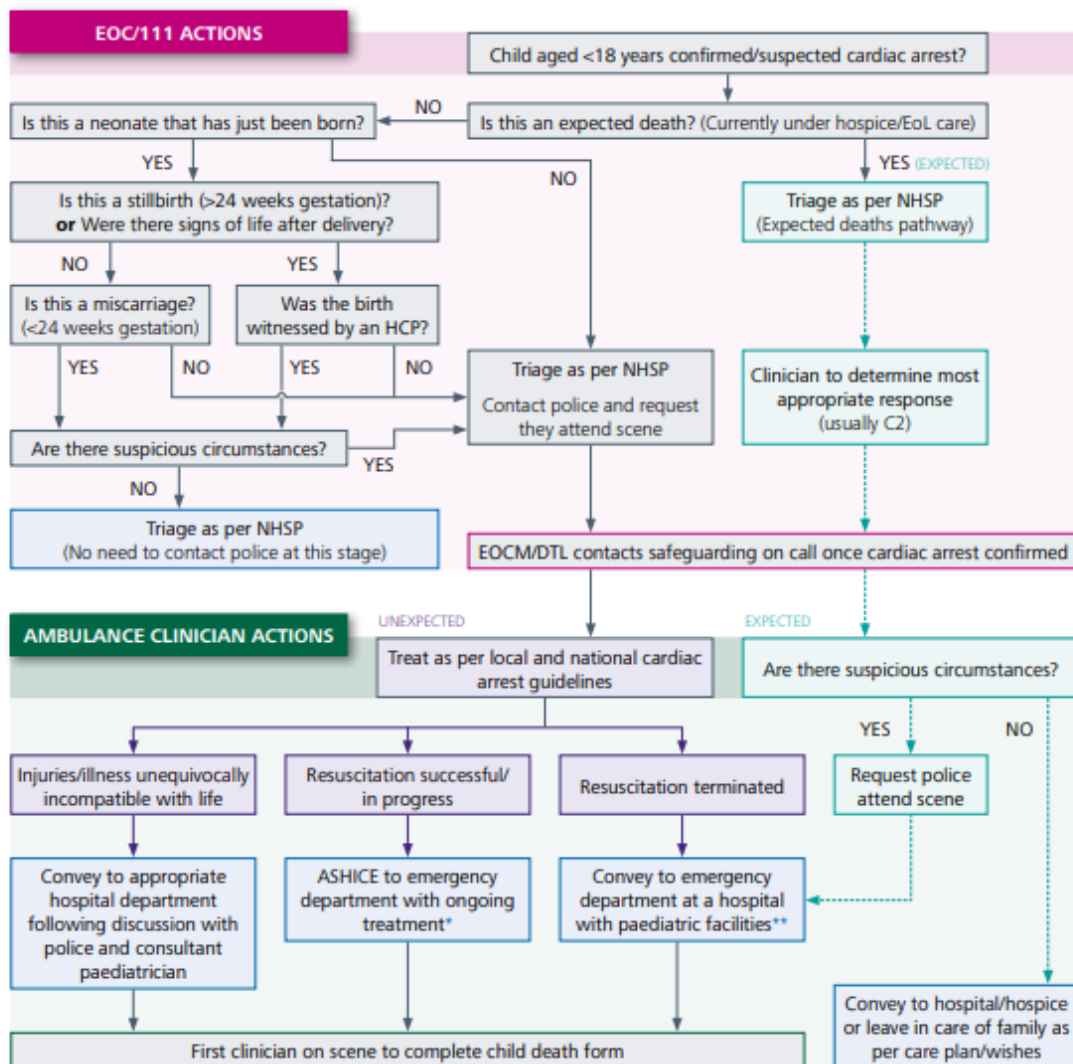 EOC/111 ACTIONS
Child aged <18 years confirmed/suspected cardiac arrest?
Is this an expected death? (Currently under hospice/EoL care)
NO
Is this a neonate that has just been born?
YES (EXPECTED)
YES
NO
Triage as per NHSP
(Expected deaths pathway)
Is this a stillbirth (>24 weeks gestation)?
or Were there signs of life after delivery?
NO
YES
Is this a miscarriage?
(<24 weeks gestation)
Was the birth
witnessed by an HCP?
YES
NO
YES
NO
Triage as per NHSP
Contact police and request
they attend scene
Clinician to determine most
appropriate response
(usually C2)
Are there suspicious circumstances?
YES
NO
Triage as per NHSP
(No need to contact police at this stage)
EOCM/DTL contacts safeguarding on call once cardiac arrest confirmed
AMBULANCE CLINICIAN ACTIONS
UNEXPECTED
EXPECTED
Treat as per local and national cardiac
arrest guidelines
Are there suspicious circumstances?
YES
NO
Injuries/illness unequivocally
incompatible with life
Resuscitation successful/
in progress
Resuscitation terminated
Request police
attend scene
Convey to appropriate
hospital department
following discussion with
police and consultant
paediatrician
ASHICE to emergency
department with ongoing
treatment*
Convey to emergency
department at a hospital
with paediatric facilities**
Convey to hospital/hospice
or leave in care of family as
per care plan/wishes
First clinician on scene to complete child death form